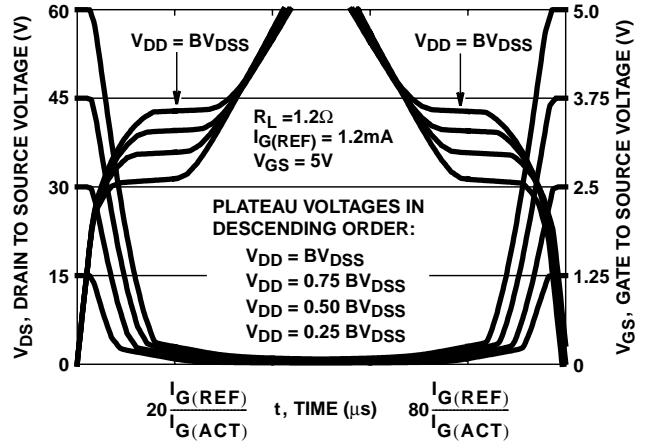 60
45
30
15
0
V_DS, DRAIN TO SOURCE VOLTAGE (V)
V_DD = BV_DSS
V_DD = BV_DSS
R_L =1.2Ω
I_G(REF) = 1.2mA
V_GS = 5V
PLATEAU VOLTAGES IN
DESCENDING ORDER:
V_DD = BV_DSS
V_DD = 0.75 BV_DSS
V_DD = 0.50 BV_DSS
V_DD = 0.25 BV_DSS
5.0
3.75
2.5
1.25
0
V_GS, GATE TO SOURCE VOLTAGE (V)
20 I_G(REF) / I_G(ACT)
t, TIME (µs)
80 I_G(REF) / I_G(ACT)